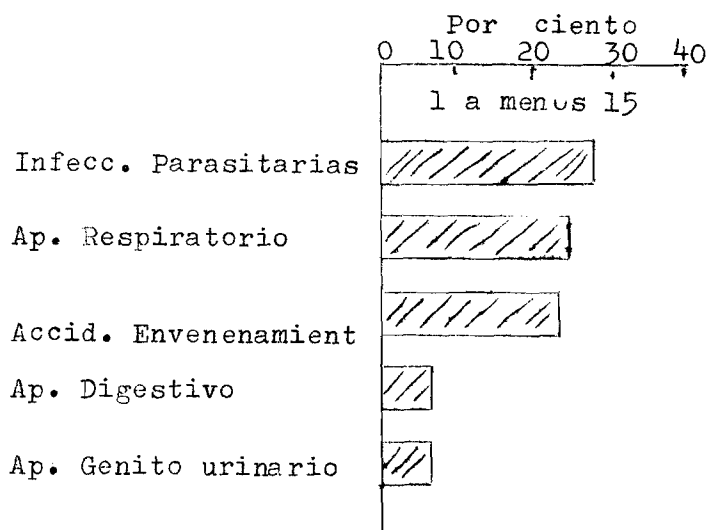 Por ciento
0 10 20 30 40
1 a menus 15
Infecc. Parasitarias
Ap. Respiratorio
Accid. Envenenamient
Ap. Digestivo
Ap. Genito urinario